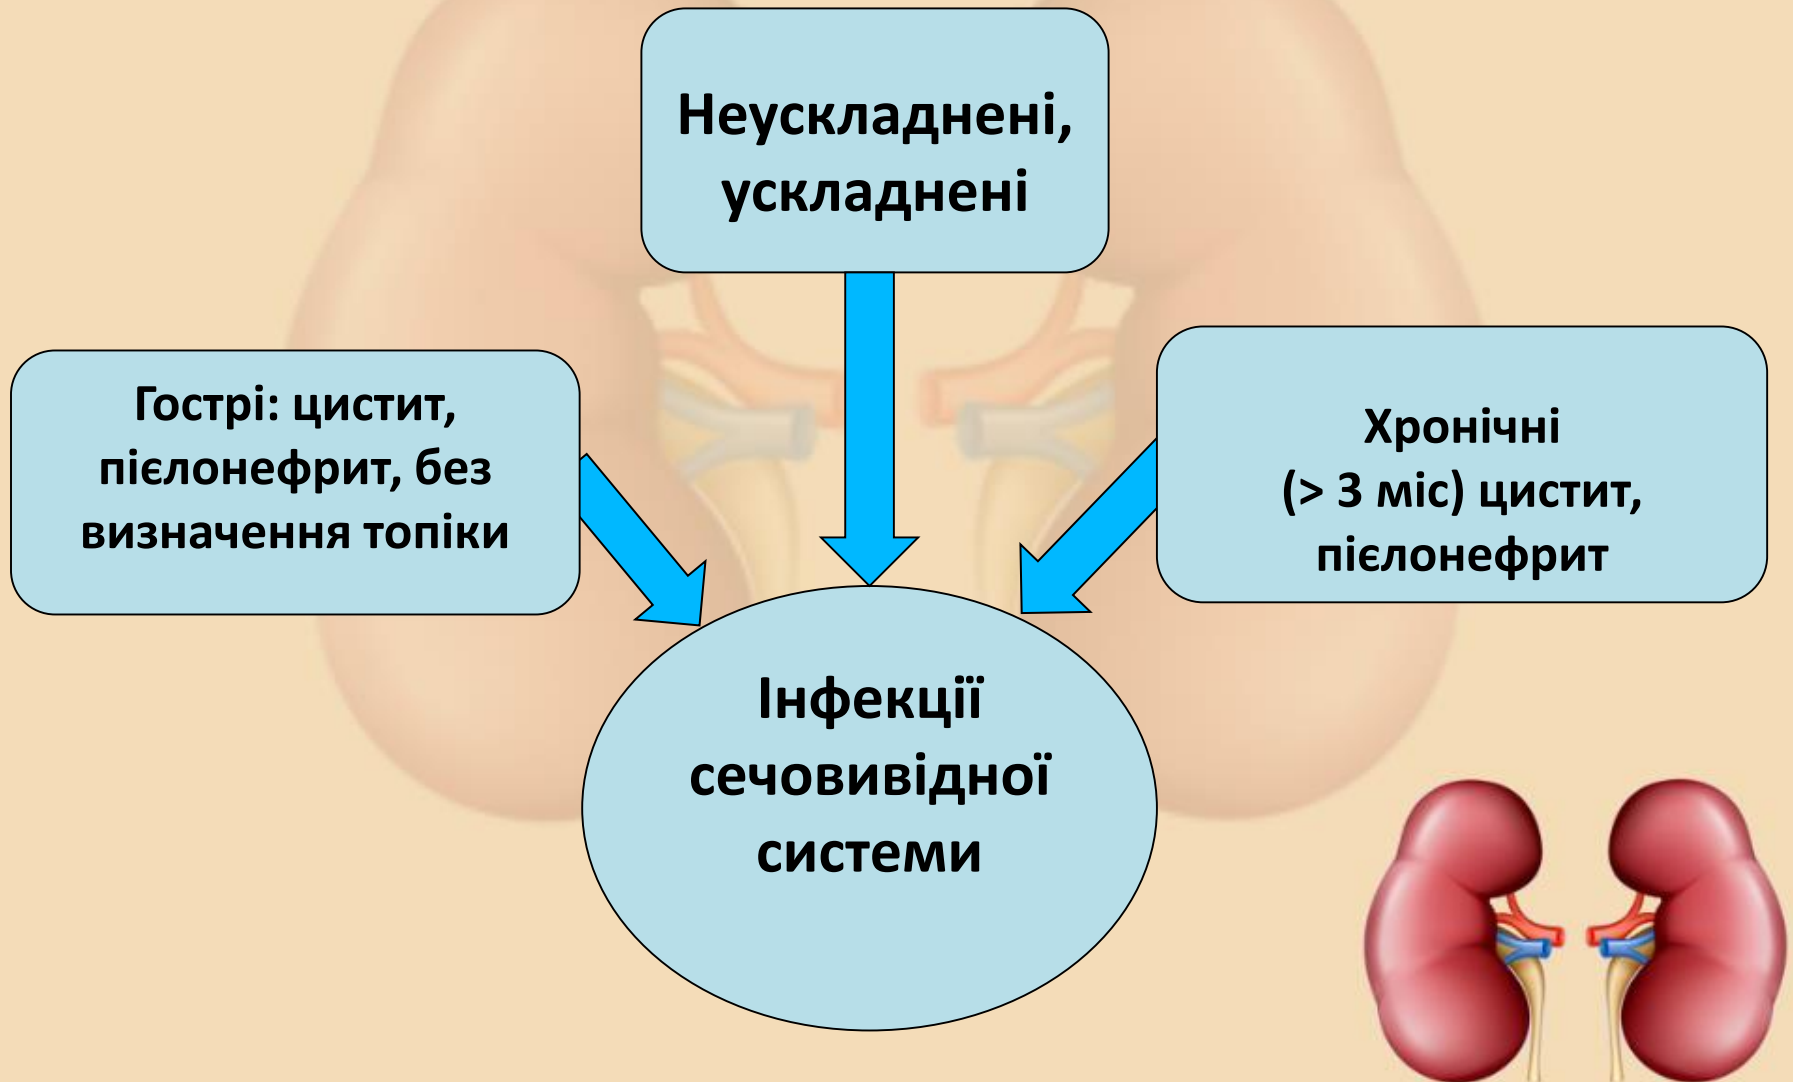 Неускладнені,
ускладнені
Гострі: цистит,
пієлонефрит, без
визначення топіки
Хронічні
(> 3 міс) цистит,
пієлонефрит
Інфекції
сечовивідної
системи